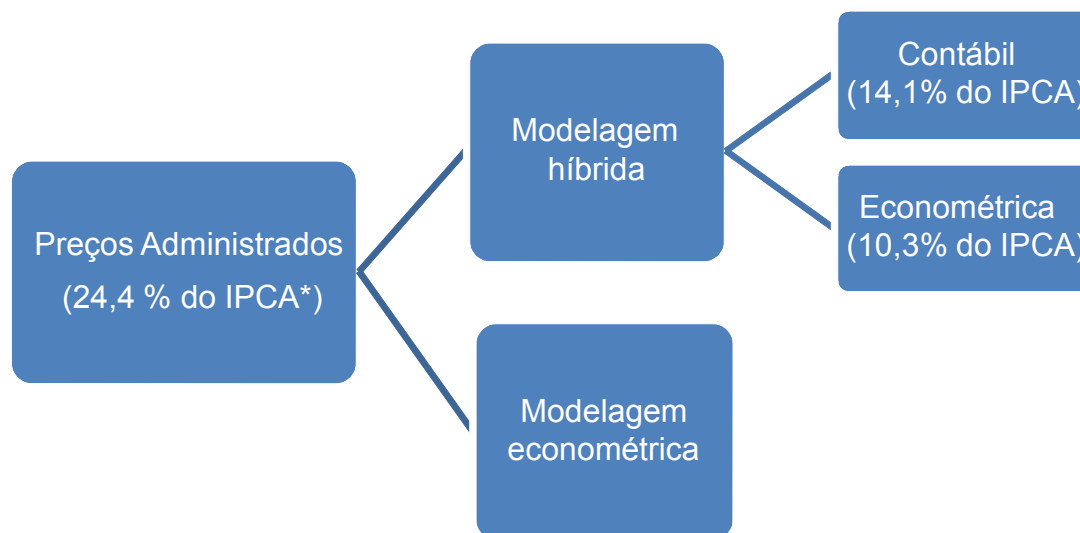 Preços Administrados
(24,4 % do IPCA*)
Modelagem
híbrida
Contábil
(14,1% do IPCA)
Econométrica
(10,3% do IPCA)
Modelagem
econométrica